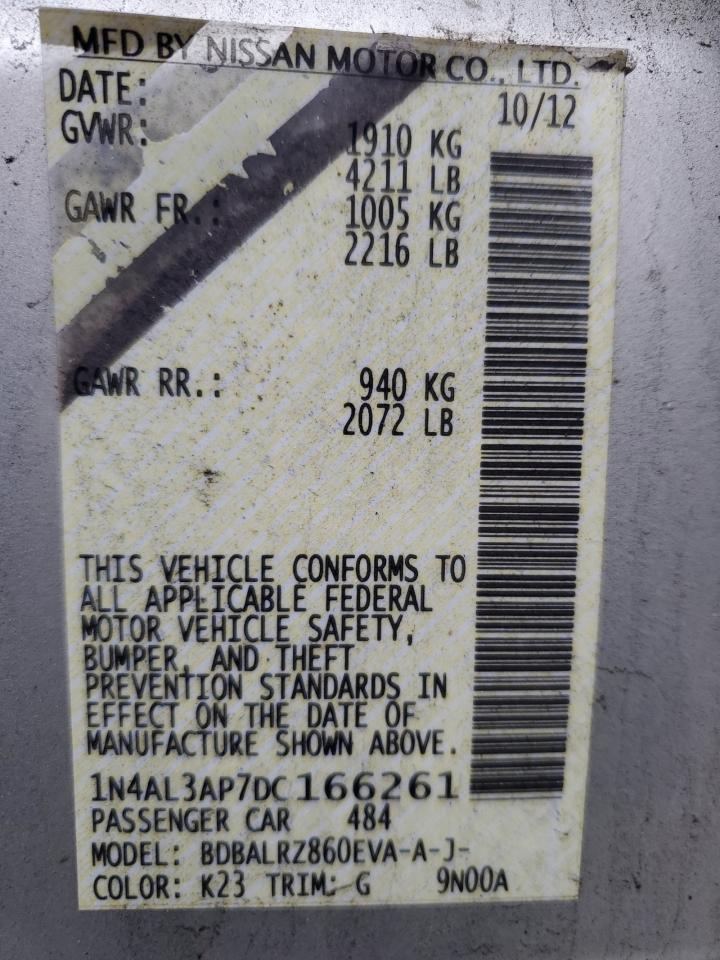 MFD BY NISSAN MOTOR CO., LTD.
DATE: 10/12
GVWR: 1910 KG
4211 LB
GAWR FR.: 1005 KG
2216 LB
GAWR RR.: 940 KG
2072 LB
THIS VEHICLE CONFORMS TO
ALL APPLICABLE FEDERAL
MOTOR VEHICLE SAFETY,
BUMPER, AND THEFT
PREVENTION STANDARDS IN
EFFECT ON THE DATE OF
MANUFACTURE SHOWN ABOVE.
1N4AL3AP7DC166261
PASSENGER CAR 484
MODEL: BDBALRZ860EVA-A-J-
COLOR: K23 TRIM: G 9N00A